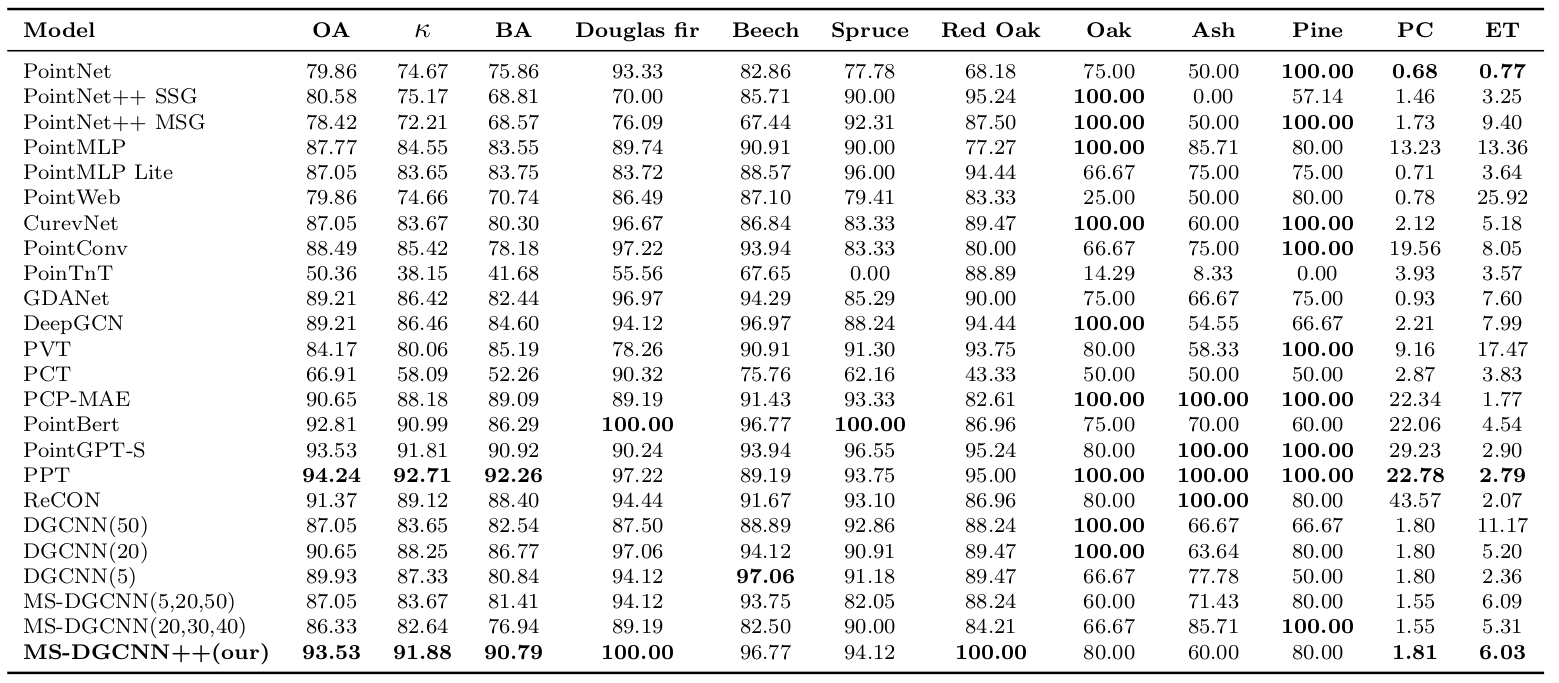 Model OA κ BA Douglas fir Beech Spruce Red Oak Oak Ash Pine PC ET
PointNet 79.86 74.67 75.86 93.33 82.86 77.78 68.18 75.00 50.00 100.00 0.68 0.77
PointNet++ SSG 80.58 75.17 68.81 70.00 85.71 90.00 95.24 100.00 0.00 57.14 1.46 3.25
PointNet++ MSG 78.42 72.21 68.57 76.09 67.44 92.31 87.50 100.00 50.00 100.00 1.73 9.40
PointMLP 87.77 84.55 83.55 89.74 90.91 90.00 77.27 100.00 85.71 80.00 13.23 13.36
PointMLP Lite 87.05 83.65 83.75 83.72 88.57 96.00 94.44 66.67 75.00 75.00 0.71 3.64
PointWeb 79.86 74.66 70.74 86.49 87.10 79.41 83.33 25.00 50.00 80.00 0.78 25.92
CurevNet 87.05 83.67 80.30 96.67 86.84 83.33 89.47 100.00 60.00 100.00 2.12 5.18
PointConv 88.49 85.42 78.18 97.22 93.94 83.33 80.00 66.67 75.00 100.00 19.56 8.05
PoinTnT 50.36 38.15 41.68 55.56 67.65 0.00 88.89 14.29 8.33 0.00 3.93 3.57
GDANet 89.21 86.42 82.44 96.97 94.29 85.29 90.00 75.00 66.67 75.00 0.93 7.60
DeepGCN 89.21 86.46 84.60 94.12 96.97 88.24 94.44 100.00 54.55 66.67 2.21 7.99
PVT 84.17 80.06 85.19 78.26 90.91 91.30 93.75 80.00 58.33 100.00 9.16 17.47
PCT 66.91 58.09 52.26 90.32 75.76 62.16 43.33 50.00 50.00 50.00 2.87 3.83
PCP-MAE 90.65 88.18 89.09 89.19 91.43 93.33 82.61 100.00 100.00 100.00 22.34 1.77
PointBert 92.81 90.99 86.29 100.00 96.77 100.00 86.96 75.00 70.00 60.00 22.06 4.54
PointGPT-S 93.53 91.81 90.92 90.24 93.94 96.55 95.24 80.00 100.00 100.00 29.23 2.90
PPT 94.24 92.71 92.26 97.22 89.19 93.75 95.00 100.00 100.00 100.00 22.78 2.79
ReCON 91.37 89.12 88.40 94.44 91.67 93.10 86.96 80.00 100.00 80.00 43.57 2.07
DGCNN(50) 87.05 83.65 82.54 87.50 88.89 92.86 88.24 100.00 66.67 66.67 1.80 11.17
DGCNN(20) 90.65 88.25 86.77 97.06 94.12 90.91 89.47 100.00 63.64 80.00 1.80 5.20
DGCNN(5) 89.93 87.33 80.84 94.12 97.06 91.18 89.47 66.67 77.78 50.00 1.80 2.36
MS-DGCNN(5,20,50) 87.05 83.67 81.41 94.12 93.75 82.05 88.24 60.00 71.43 80.00 1.55 6.09
MS-DGCNN(20,30,40) 86.33 82.64 76.94 89.19 82.50 90.00 84.21 66.67 85.71 100.00 1.55 5.31
MS-DGCNN++(our) 93.53 91.88 90.79 100.00 96.77 94.12 100.00 80.00 60.00 80.00 1.81 6.03